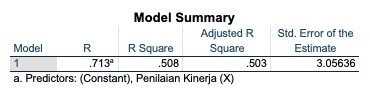 Model Summary
Model R R Square Adjusted R Square Std. Error of the Estimate
1 .713a .508 .503 3.05636
a. Predictors: (Constant), Penilaian Kinerja (X)